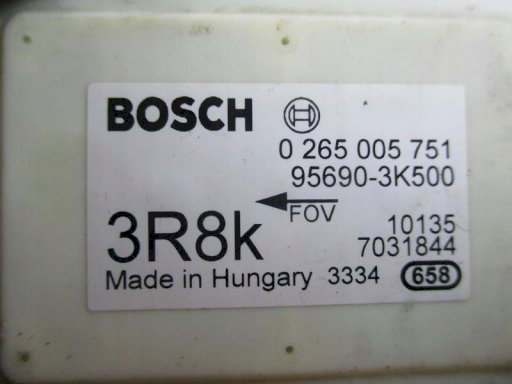 BOSCH
0 265 005 751
95690-3K500
FOV
3R8k
10135
7031844
Made in Hungary 3334 658